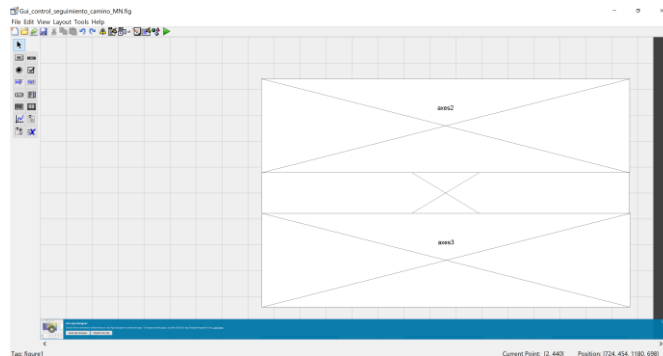 Gui_control_seguimiento_camino_MN.fig
File Edit View Layout Tools Help
axes2
axes3
Tag: figure1
Current Point: [2, 440]
Position: [724, 454, 1180, 698]